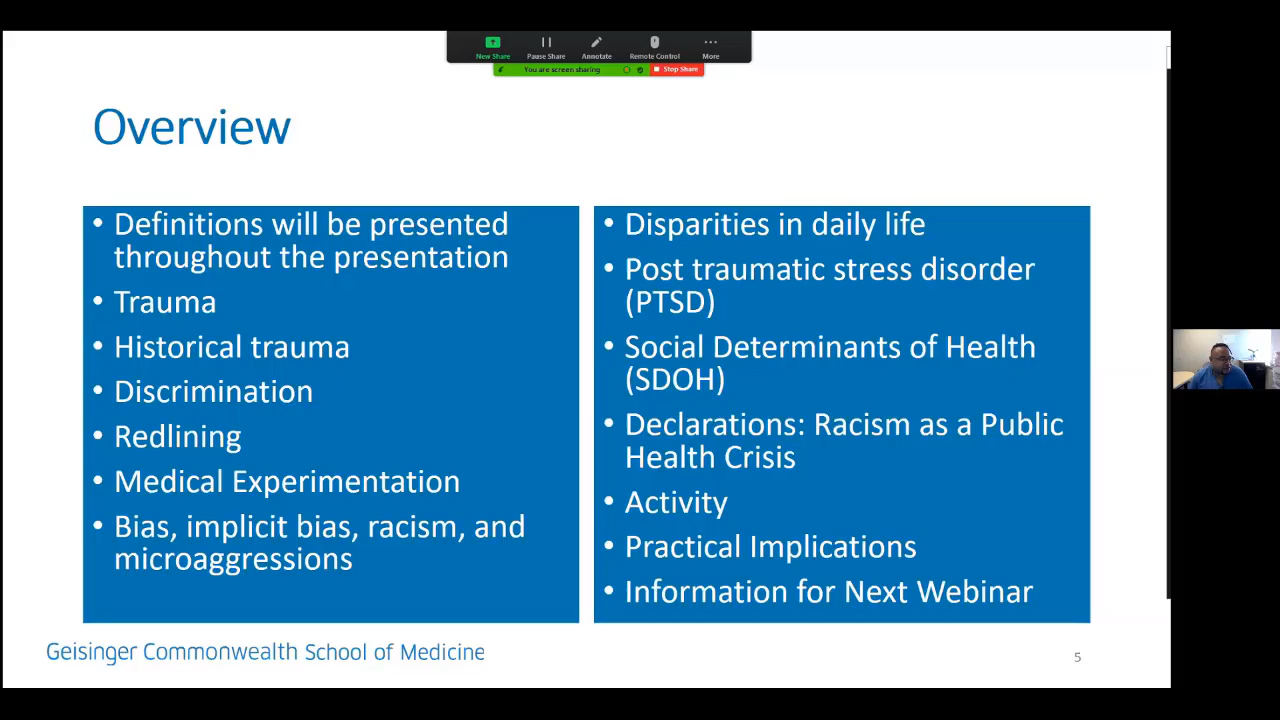 New Share
Pause Share
Annotate
Remote Control
More
You are screen sharing
Stop Share
Overview
• Definitions will be presented
throughout the presentation
• Trauma
• Historical trauma
• Discrimination
• Redlining
• Medical Experimentation
• Bias, implicit bias, racism, and
microaggressions
• Disparities in daily life
• Post traumatic stress disorder
(PTSD)
• Social Determinants of Health
(SDOH)
• Declarations: Racism as a Public
Health Crisis
• Activity
• Practical Implications
• Information for Next Webinar
Geisinger Commonwealth School of Medicine
5